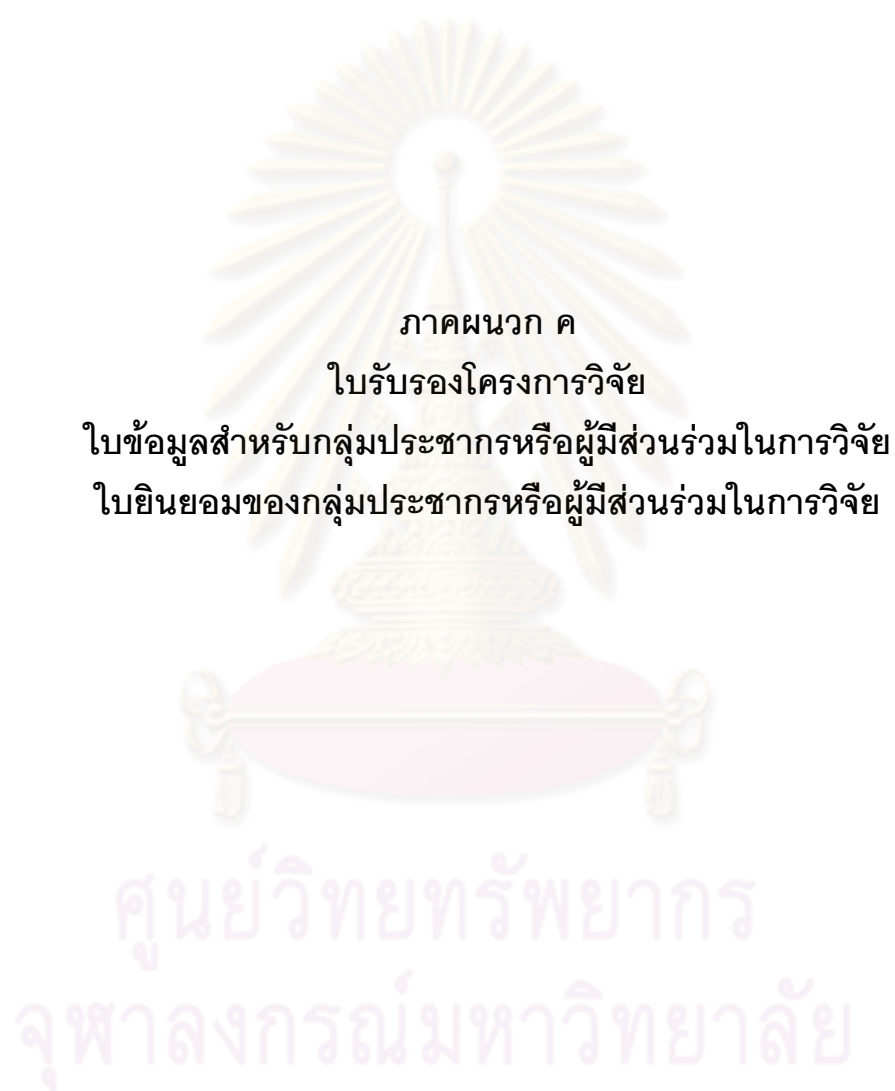 ภาคผนวก ค
ใบรับรองโครงการวิจัย
ใบข้อมูลสำหรับกลุ่มประชากรหรือผู้มีส่วนร่วมในการวิจัย
ใบยินยอมของกลุ่มประชากรหรือผู้มีส่วนร่วมในการวิจัย
ศูนย์วิทยทรัพยากร
จุฬาลงกรณ์มหาวิทยาลัย